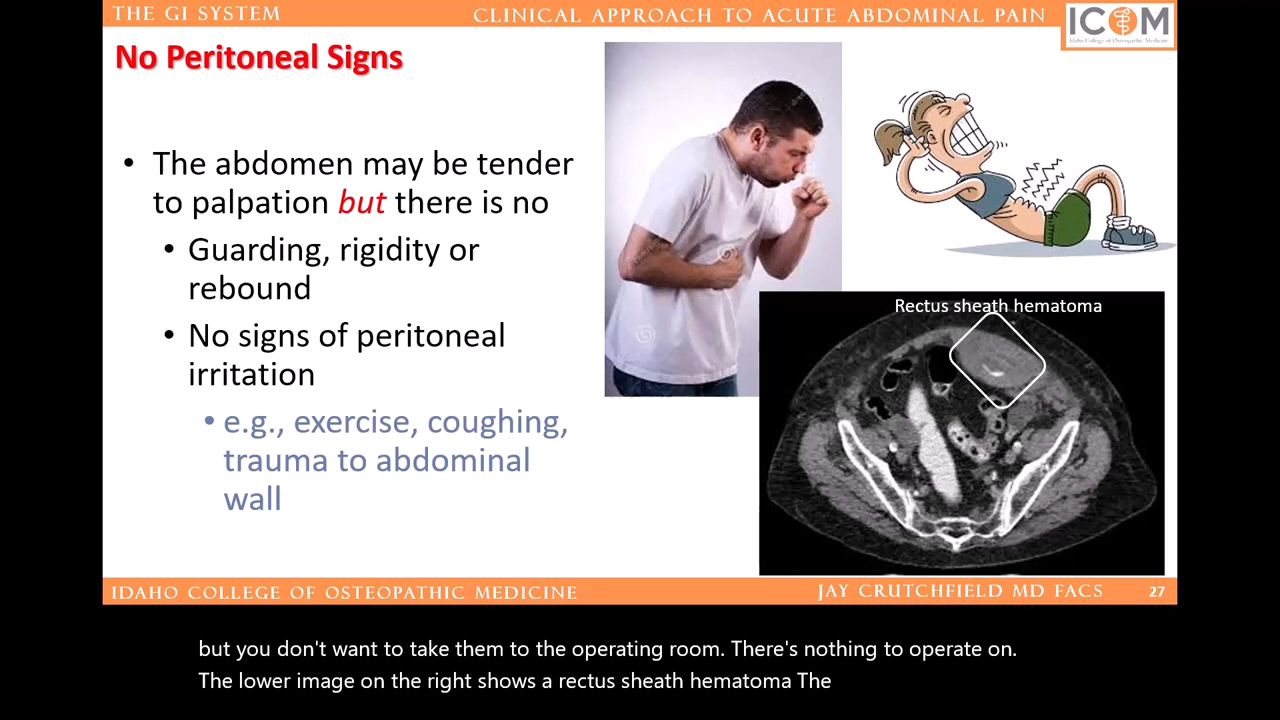 THE GI SYSTEM
CLINICAL APPROACH TO ACUTE ABDOMINAL PAIN
ICOM
Idaho College of Osteopathic Medicine
No Peritoneal Signs
• The abdomen may be tender
to palpation but there is no
• Guarding, rigidity or
rebound
• No signs of peritoneal
irritation
• e.g., exercise, coughing,
trauma to abdominal
wall
Rectus sheath hematoma
IDAHO COLLEGE OF OSTEOPATHIC MEDICINE
JAY CRUTCHFIELD MD FACS
27
but you don't want to take them to the operating room. There's nothing to operate on.
The lower image on the right shows a rectus sheath hematoma The